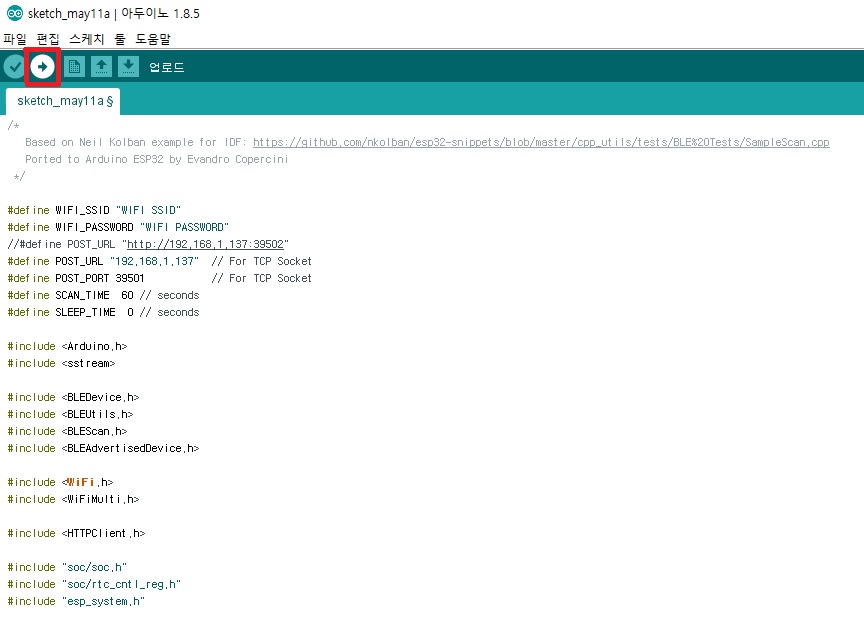 sketch_may11a | 아두이노 1.8.5
파일 편집 스케치 툴 도움말
업로드
sketch_may11a §
/*
Based on Neil Kolban example for IDF: https://github.com/nkolban/esp32-snippets/blob/master/cpp_utils/tests/BLE%20Tests/SampleScan.cpp
Ported to Arduino ESP32 by Evandro Copercini
*/
#define WIFI_SSID "WIFI SSID"
#define WIFI_PASSWORD "WIFI PASSWORD"
//#define POST_URL "http://192.168.1.137:39502"
#define POST_URL "192.168.1.137" // For TCP Socket
#define POST_PORT 39501 // For TCP Socket
#define SCAN_TIME 60 // seconds
#define SLEEP_TIME 0 // seconds
#include <Arduino.h>
#include <sstream>
#include <BLEDevice.h>
#include <BLEUtils.h>
#include <BLEScan.h>
#include <BLEAdvertisedDevice.h>
#include <WiFi.h>
#include <WiFiMulti.h>
#include <HTTPClient.h>
#include "soc/soc.h"
#include "soc/rtc_cntl_reg.h"
#include "esp_system.h"